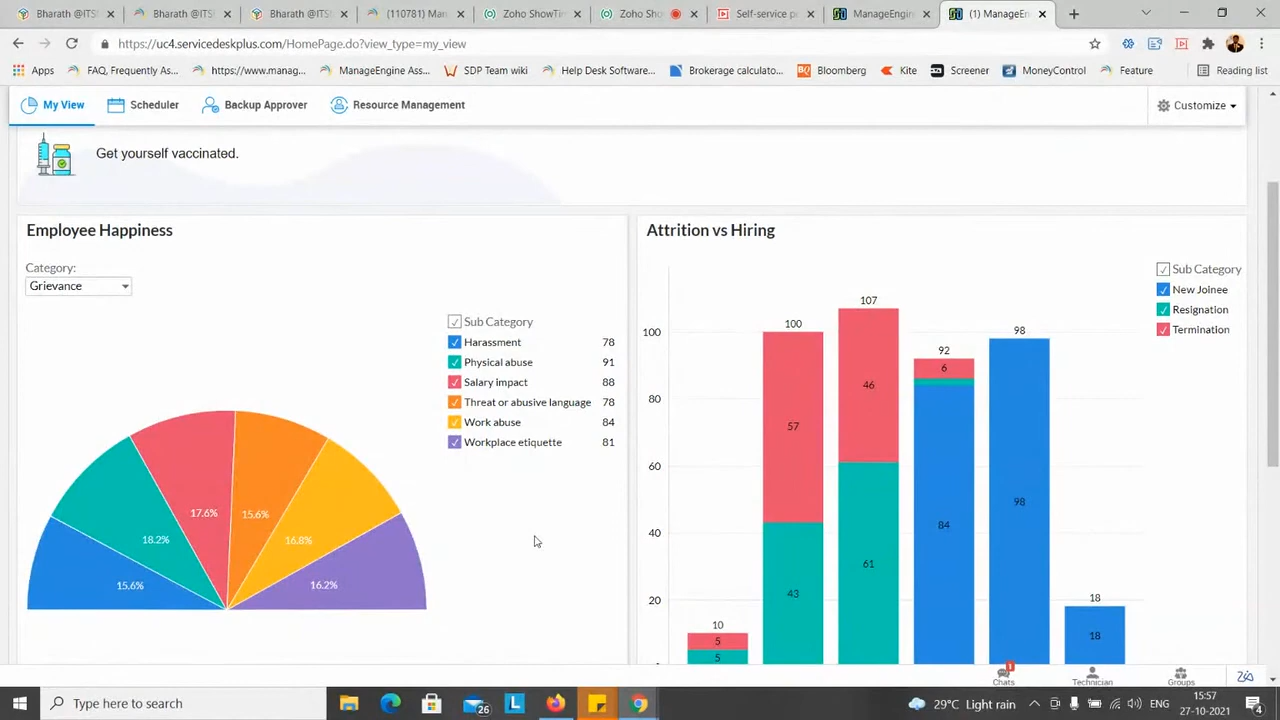 Bharath @ITS!
Bharath @ITS!
Bharath @ITS!
(110781) Man
Zoho ShowTim
Zoho Sho
Self-service p
ManageEngin
(1) ManageEn
https://uc4.servicedeskplus.com/HomePage.do?view_type=my_view
Apps
FAQ, Frequently As...
https://www.manag...
ManageEngine Ass...
SDP Team wiki
Help Desk Software...
Brokerage calculato...
Bloomberg
Kite
Screener
MoneyControl
Feature
Reading list
My View
Scheduler
Backup Approver
Resource Management
Customize
Get yourself vaccinated.
Employee Happiness
Category:
Grievance
Sub Category
Harassment 78
Physical abuse 91
Salary impact 88
Threat or abusive language 78
Work abuse 84
Workplace etiquette 81
15.6%
18.2%
17.6%
15.6%
16.8%
16.2%
Attrition vs Hiring
Sub Category
New Joinee
Resignation
Termination
100
80
60
40
20
10
5
5
100
57
43
107
46
61
92
6
84
98
98
18
18
Chats
1
Technician
Groups
Type here to search
26
29°C Light rain
ENG
15:57
27-10-2021
4